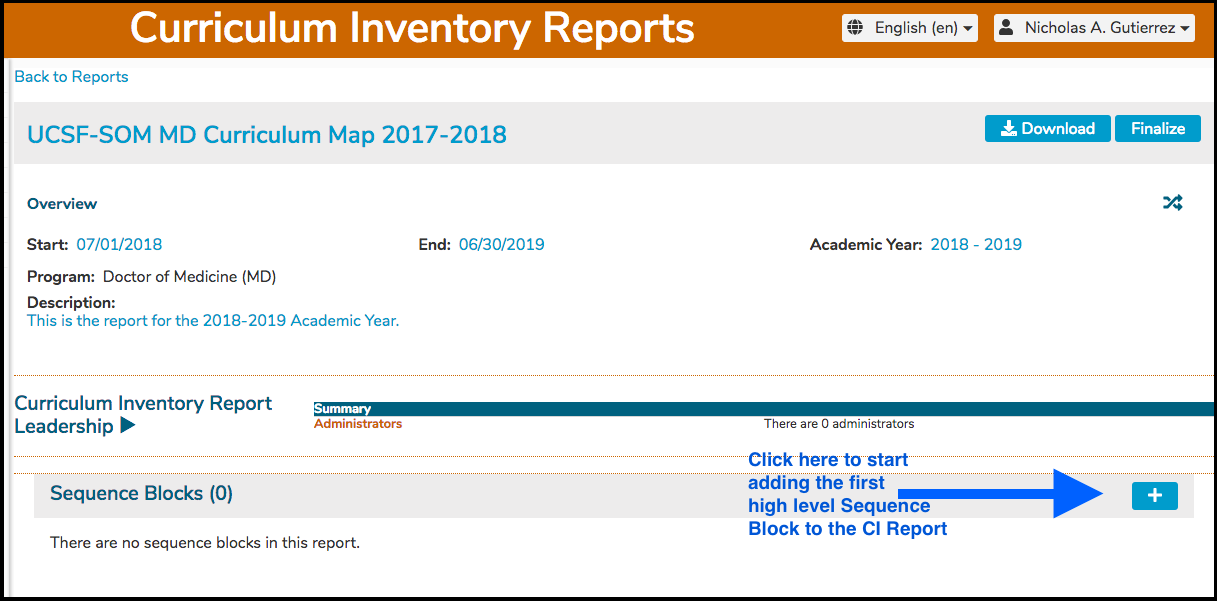 Curriculum Inventory Reports
English (en)
Nicholas A. Gutierrez
Back to Reports
UCSF-SOM MD Curriculum Map 2017-2018
Download
Finalize
Overview
Start: 07/01/2018
End: 06/30/2019
Academic Year: 2018 - 2019
Program: Doctor of Medicine (MD)
Description:
This is the report for the 2018-2019 Academic Year.
Curriculum Inventory Report
Leadership
Summary
Administrators
There are 0 administrators
Click here to start
adding the first
high level Sequence
Block to the CI Report
Sequence Blocks (0)
+
There are no sequence blocks in this report.